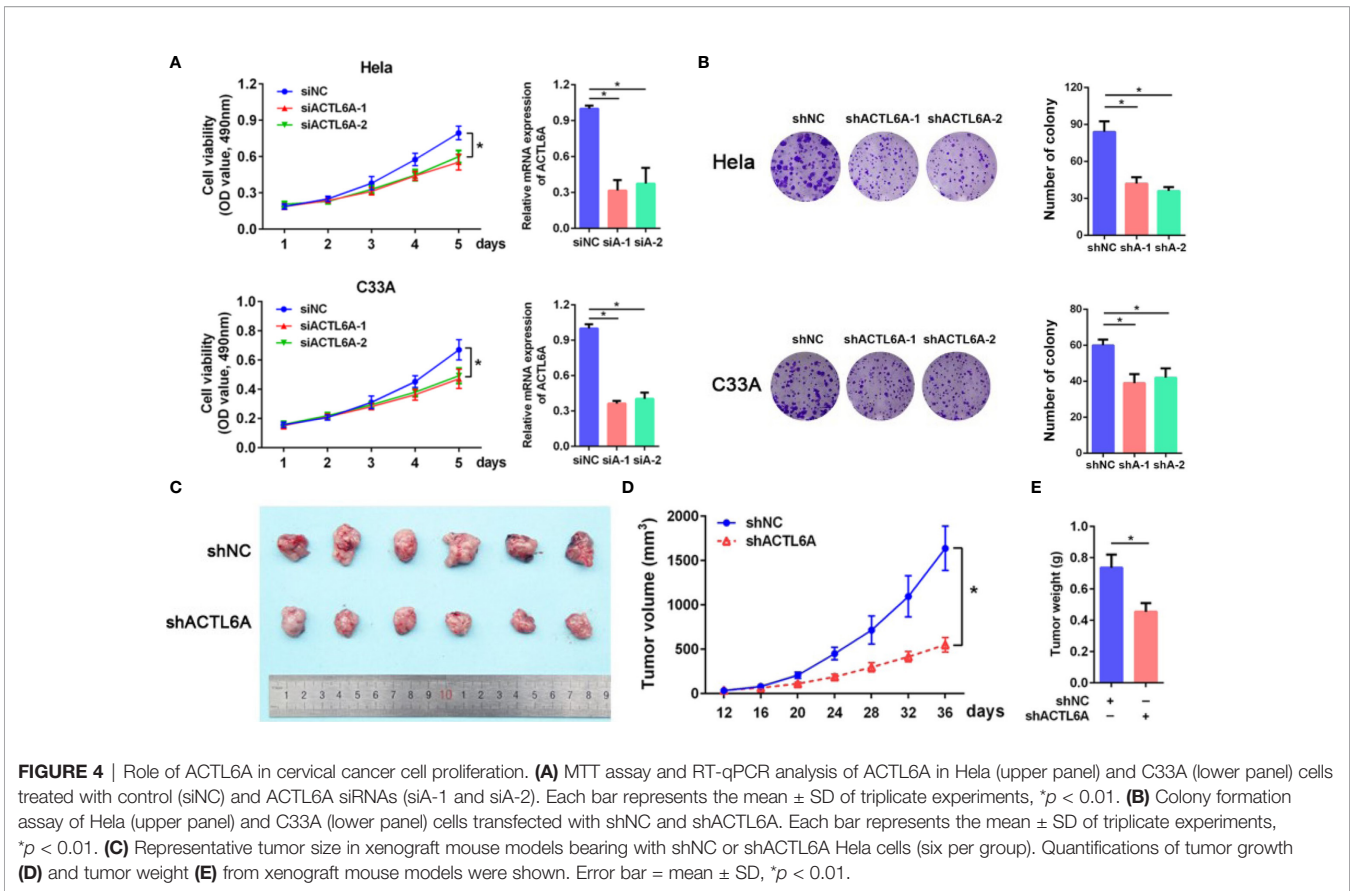 A
Hela
siNC
siACTL6A-1
siACTL6A-2
Cell viability
(OD value, 490nm)
1.2
0.9
0.6
0.3
0.0
*
1 2 3 4 5 days
Relative mRNA expression
of ACTL6A
1.2
0.9
0.6
0.3
0.0
*
*
siNC siA-1 siA-2
C33A
siNC
siACTL6A-1
siACTL6A-2
Cell viability
(OD value, 490nm)
1.0
0.8
0.6
0.4
0.2
0.0
*
1 2 3 4 5 days
Relative mRNA expression
of ACTL6A
1.2
0.9
0.6
0.3
0.0
*
*
siNC siA-1 siA-2
B
shNC shACTL6A-1 shACTL6A-2
Hela
Number of colony
120
90
60
30
0
*
*
shNC shA-1 shA-2
shNC shACTL6A-1 shACTL6A-2
C33A
Number of colony
80
60
40
20
0
*
*
shNC shA-1 shA-2
C
shNC
shACTL6A
1 2 3 4 5 6 7 8 9 10 1 2 3 4 5 6 7 8 9
D
shNC
shACTL6A
Tumor volume (mm³)
2000
1500
1000
500
0
*
12 16 20 24 28 32 36 days
E
Tumor weight (g)
1.0
0.8
0.6
0.4
0.2
0.0
*
shNC + –
shACTL6A – +
FIGURE 4 | Role of ACTL6A in cervical cancer cell proliferation. (A) MTT assay and RT-qPCR analysis of ACTL6A in Hela (upper panel) and C33A (lower panel) cells
treated with control (siNC) and ACTL6A siRNAs (siA-1 and siA-2). Each bar represents the mean ± SD of triplicate experiments, *p < 0.01. (B) Colony formation
assay of Hela (upper panel) and C33A (lower panel) cells transfected with shNC and shACTL6A. Each bar represents the mean ± SD of triplicate experiments,
*p < 0.01. (C) Representative tumor size in xenograft mouse models bearing with shNC or shACTL6A Hela cells (six per group). Quantifications of tumor growth
(D) and tumor weight (E) from xenograft mouse models were shown. Error bar = mean ± SD, *p < 0.01.